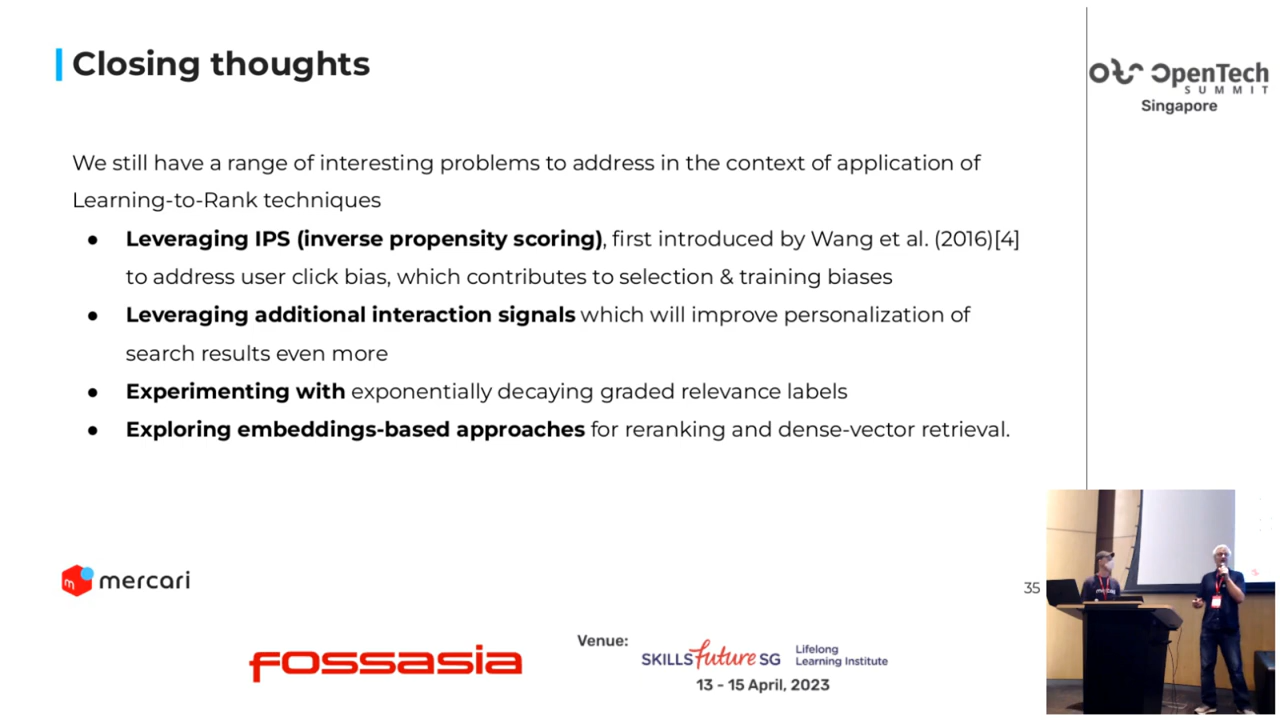 Closing thoughts
OpenTech
SUMMIT
Singapore
We still have a range of interesting problems to address in the context of application of
Learning-to-Rank techniques
● Leveraging IPS (inverse propensity scoring), first introduced by Wang et al. (2016)[4]
to address user click bias, which contributes to selection & training biases
● Leveraging additional interaction signals which will improve personalization of
search results even more
● Experimenting with exponentially decaying graded relevance labels
● Exploring embeddings-based approaches for reranking and dense-vector retrieval.
m mercari
35
fossasia
Venue:
SKILLS future SG
Lifelong
Learning Institute
13 - 15 April, 2023